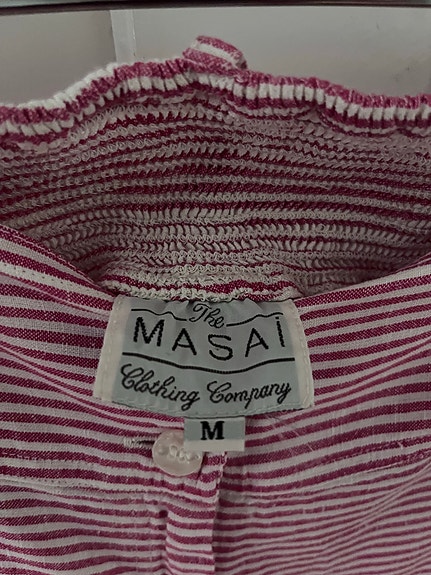 The
MASAi
Clothing Company
M